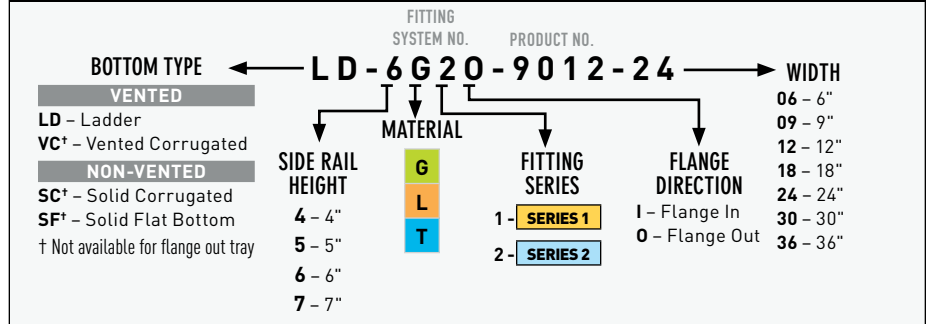 FITTING
SYSTEM NO.
PRODUCT NO.
LD-6G2O-9012-24
BOTTOM TYPE
VENTED
LD – Ladder
VC† – Vented Corrugated
NON-VENTED
SC† – Solid Corrugated
SF† – Solid Flat Bottom
† Not available for flange out tray
SIDE RAIL
HEIGHT
4 – 4"
5 – 5"
6 – 6"
7 – 7"
MATERIAL
G
L
T
FITTING
SERIES
1 - SERIES 1
2 - SERIES 2
FLANGE
DIRECTION
I – Flange In
O – Flange Out
WIDTH
06 – 6"
09 – 9"
12 – 12"
18 – 18"
24 – 24"
30 – 30"
36 – 36"